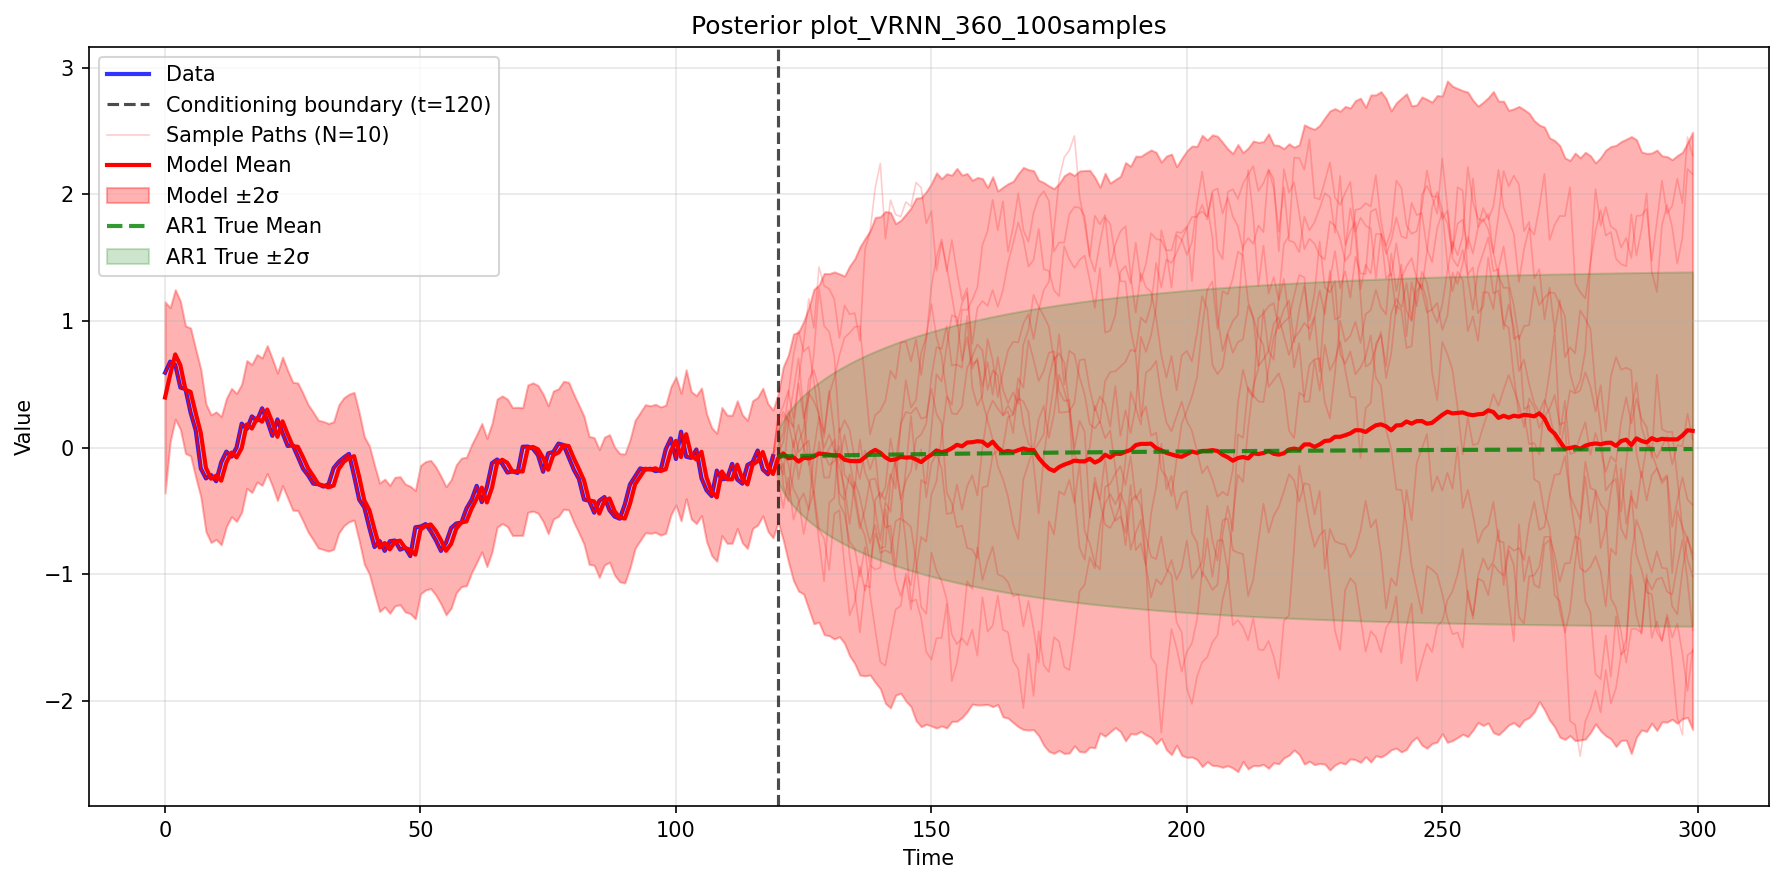 Posterior plot_VRNN_360_100samples
Data
Conditioning boundary (t=120)
Sample Paths (N=10)
Model Mean
Model ±2σ
AR1 True Mean
AR1 True ±2σ
Value
3
2
1
0
−1
−2
0 50 100 150 200 250 300
Time